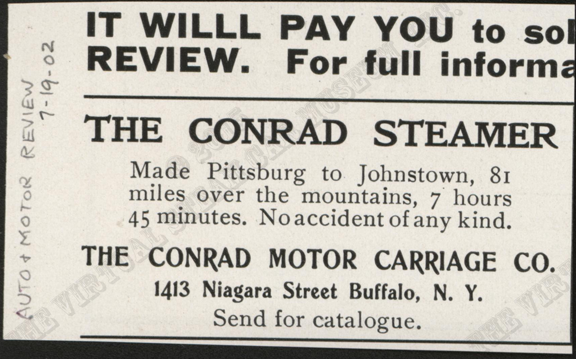 IT WILLL PAY YOU to sol
REVIEW. For full informa
THE CONRAD STEAMER
Made Pittsburg to Johnstown, 81
miles over the mountains, 7 hours
45 minutes. No accident of any kind.
THE CONRAD MOTOR CARRIAGE CO.
1413 Niagara Street Buffalo, N. Y.
Send for catalogue.
AUTO & MOTOR REVIEW
7-19-02